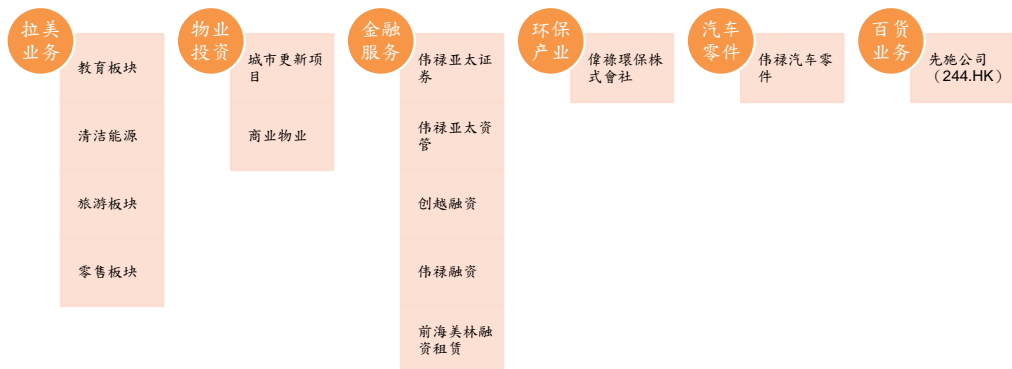 拉美
业务
教育板块
清洁能源
旅游板块
零售板块
物业
投资
城市更新项
目
商业物业
金融
服务
伟禄亚太证
券
伟禄亚太资
管
创越融资
伟禄融资
前海美林融
资租赁
环保
产业
偉祿環保株
式會社
汽车
零件
伟禄汽车零
件
百货
业务
先施公司
（244.HK）